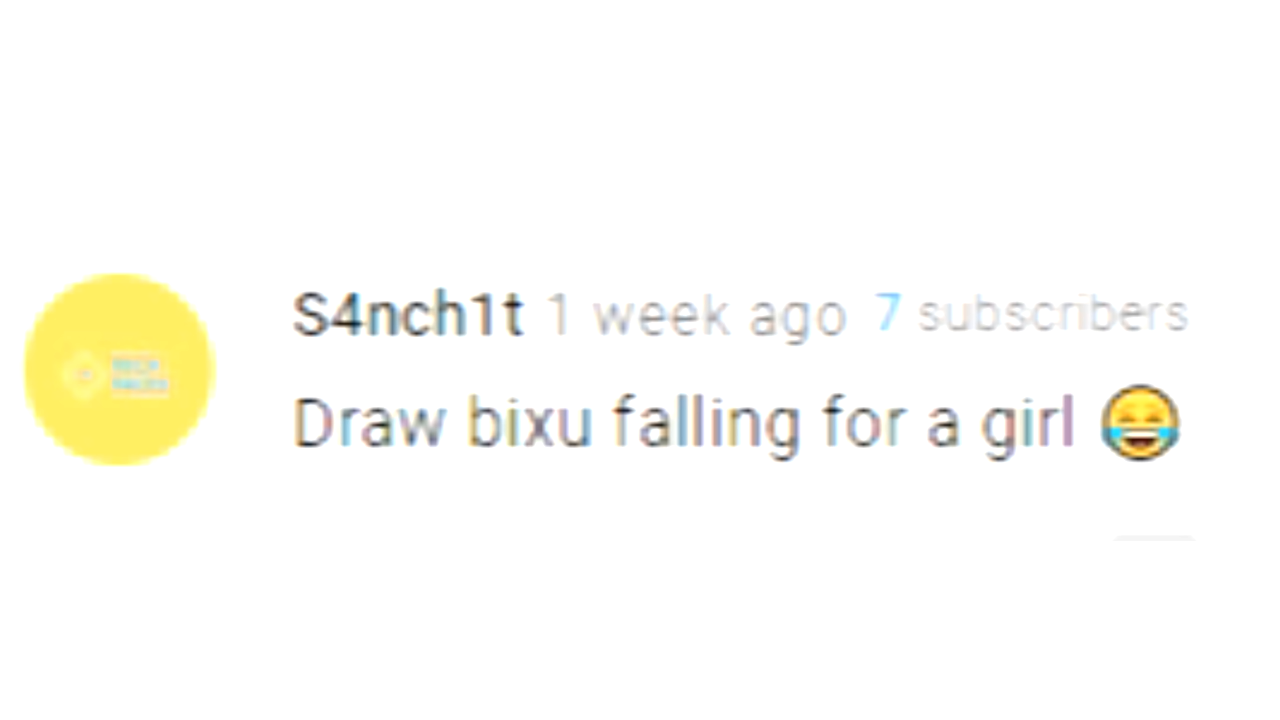 S4nch1t 1 week ago 7 subscribers
Draw bixu falling for a girl 😂